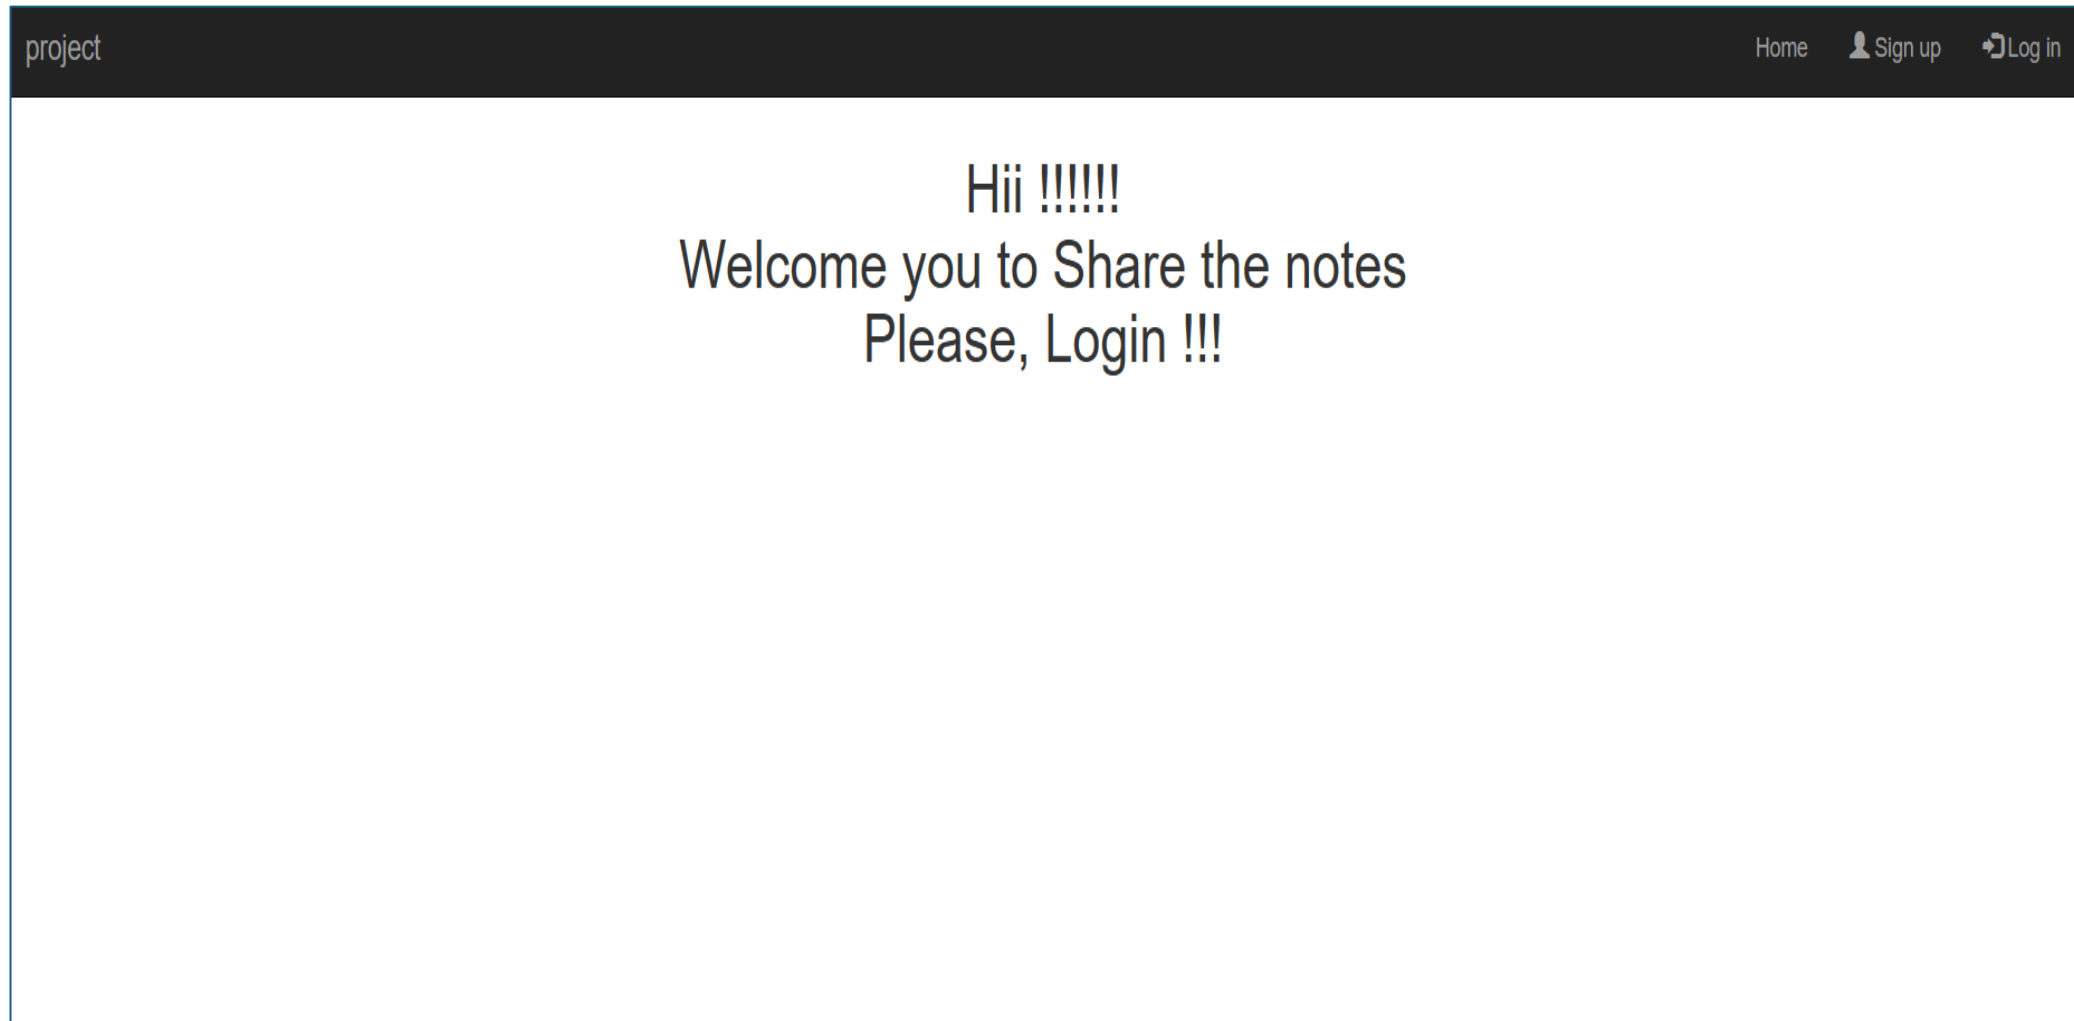 project
Home Sign up Log in
Hii !!!!!!
Welcome you to Share the notes
Please, Login !!!